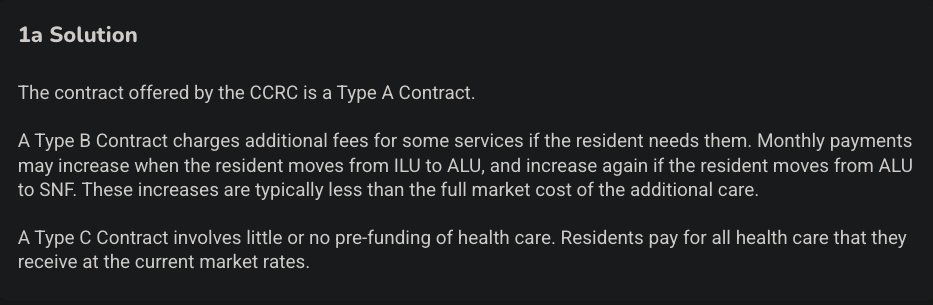 1a Solution
The contract offered by the CCRC is a Type A Contract.
A Type B Contract charges additional fees for some services if the resident needs them. Monthly payments
may increase when the resident moves from ILU to ALU, and increase again if the resident moves from ALU
to SNF. These increases are typically less than the full market cost of the additional care.
A Type C Contract involves little or no pre-funding of health care. Residents pay for all health care that they
receive at the current market rates.